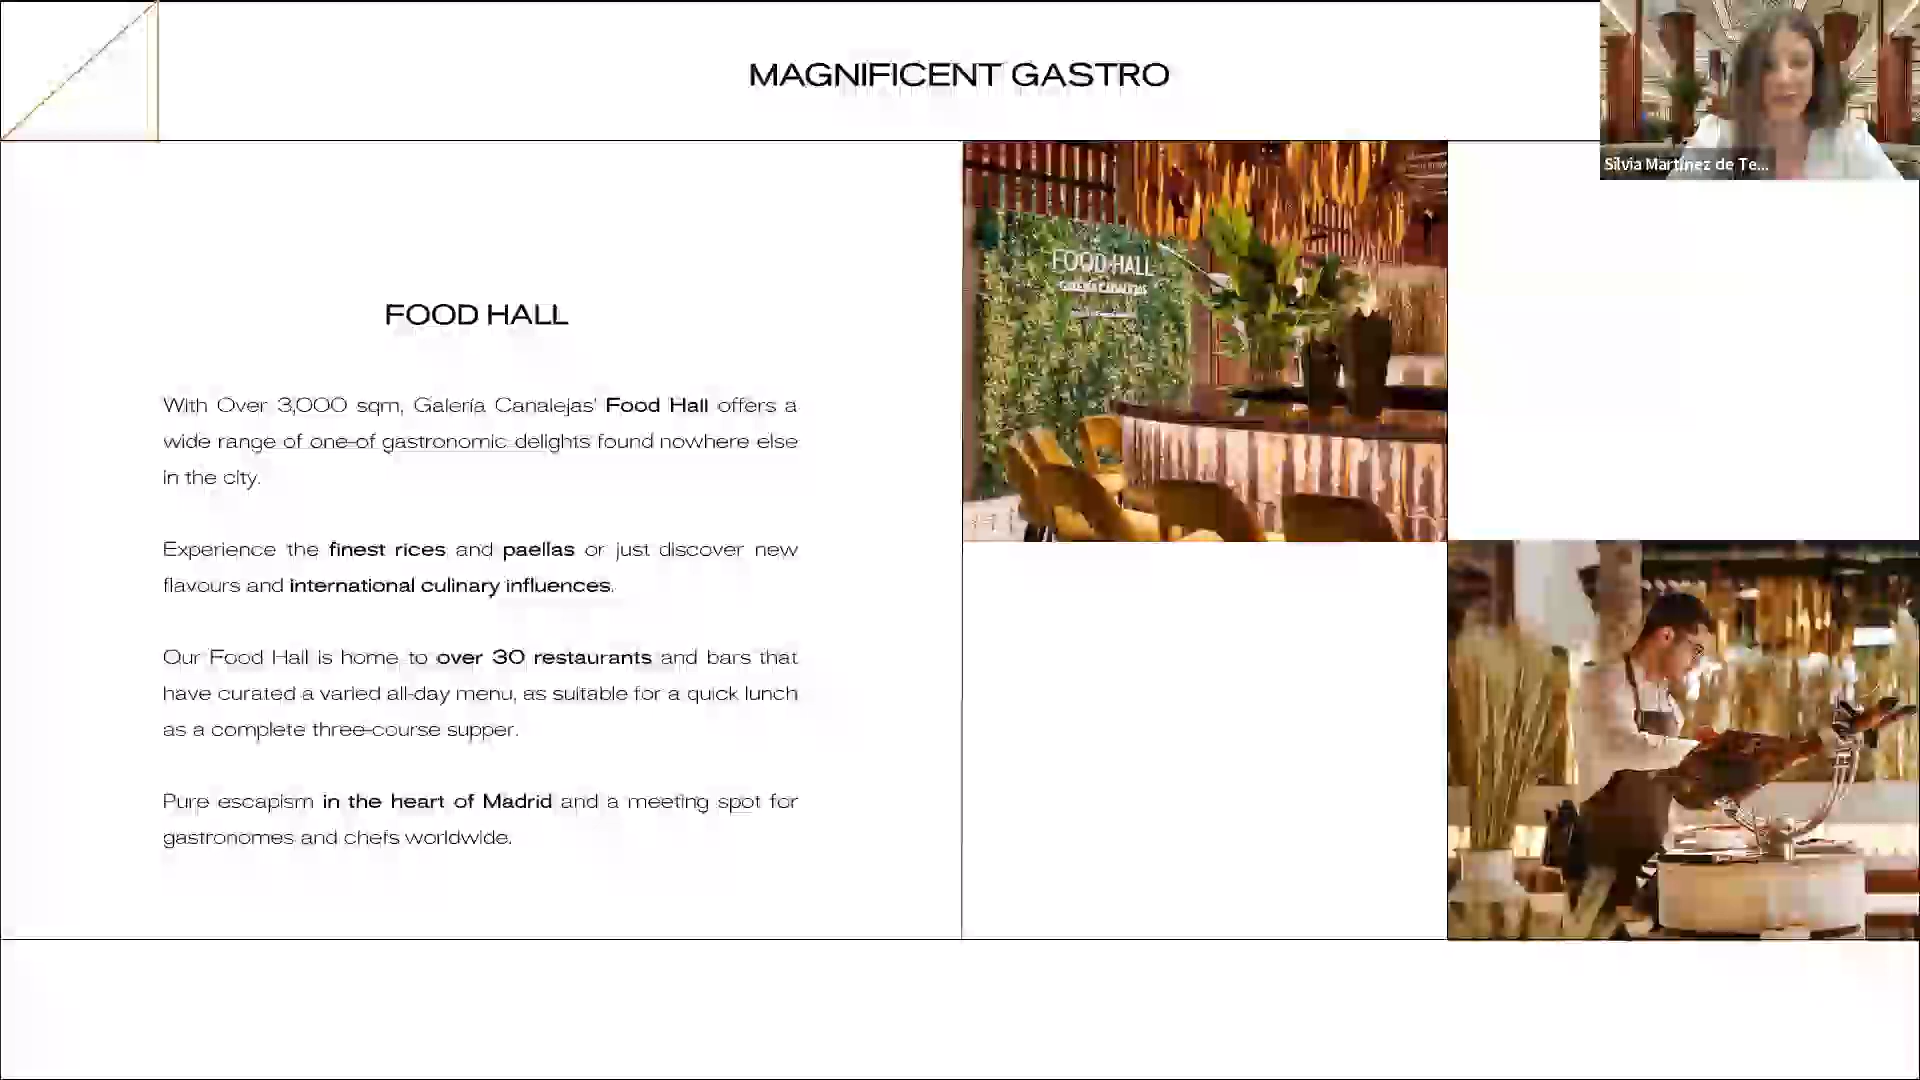 MAGNIFICENT GASTRO
Silvia Martínez de Te...
FOOD HALL
GALERÍA CANALEJAS
FOOD HALL
With Over 3,000 sqm, Galería Canalejas' Food Hall offers a
wide range of one-of gastronomic delights found nowhere else
in the city.
Experience the finest rices and paellas or just discover new
flavours and international culinary influences.
Our Food Hall is home to over 30 restaurants and bars that
have curated a varied all-day menu, as suitable for a quick lunch
as a complete three-course supper.
Pure escapism in the heart of Madrid and a meeting spot for
gastronomes and chefs worldwide.